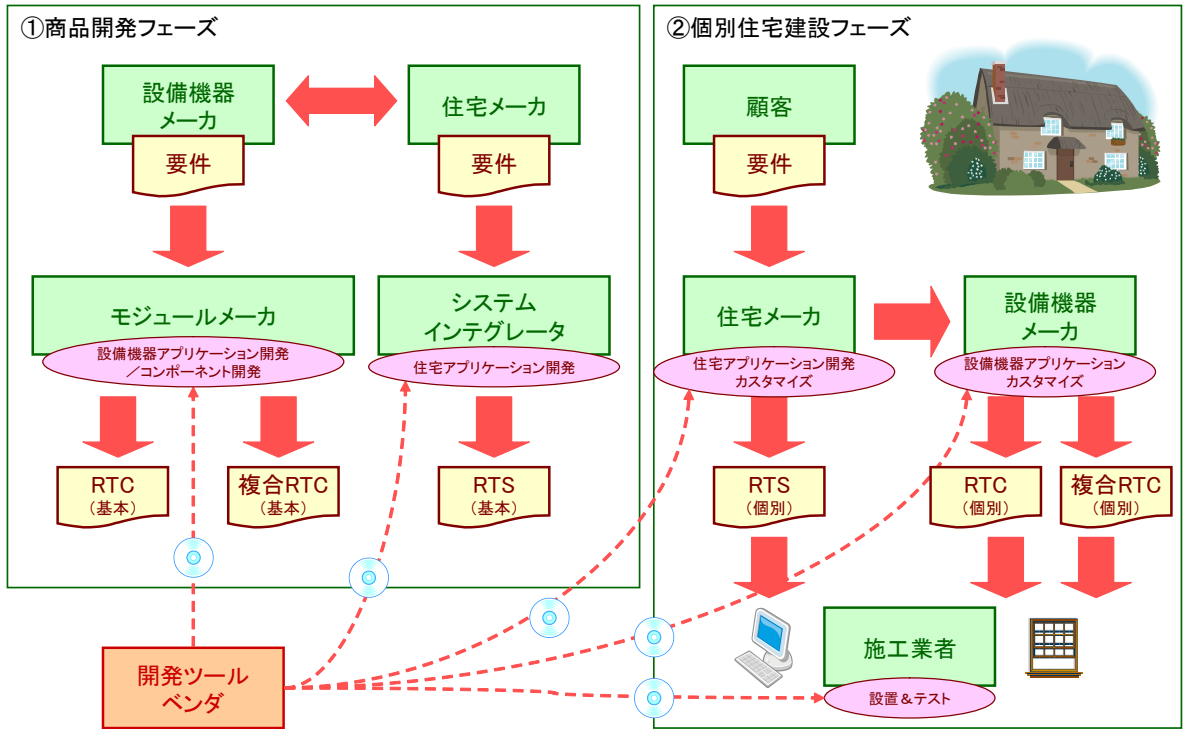 ①商品開発フェーズ
設備機器
メーカ
住宅メーカ
要件
要件
モジュールメーカ
設備機器アプリケーション開発
／コンポーネント開発
システム
インテグレータ
住宅アプリケーション開発
RTC
（基本）
複合RTC
（基本）
RTS
（基本）
開発ツール
ベンダ
②個別住宅建設フェーズ
顧客
要件
住宅メーカ
住宅アプリケーション開発
カスタマイズ
設備機器
メーカ
設備機器アプリケーション
カスタマイズ
RTS
（個別）
RTC
（個別）
複合RTC
（個別）
施工業者
設置＆テスト